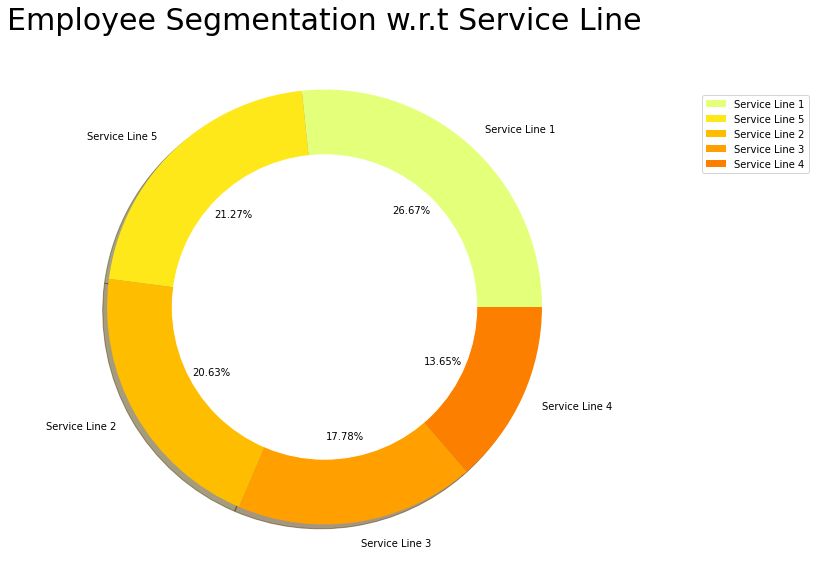 Employee Segmentation w.r.t Service Line
Service Line 1
Service Line 5
Service Line 2
Service Line 3
Service Line 4
Service Line 1
Service Line 5
21.27%
26.67%
20.63%
13.65%
Service Line 4
Service Line 2
17.78%
Service Line 3